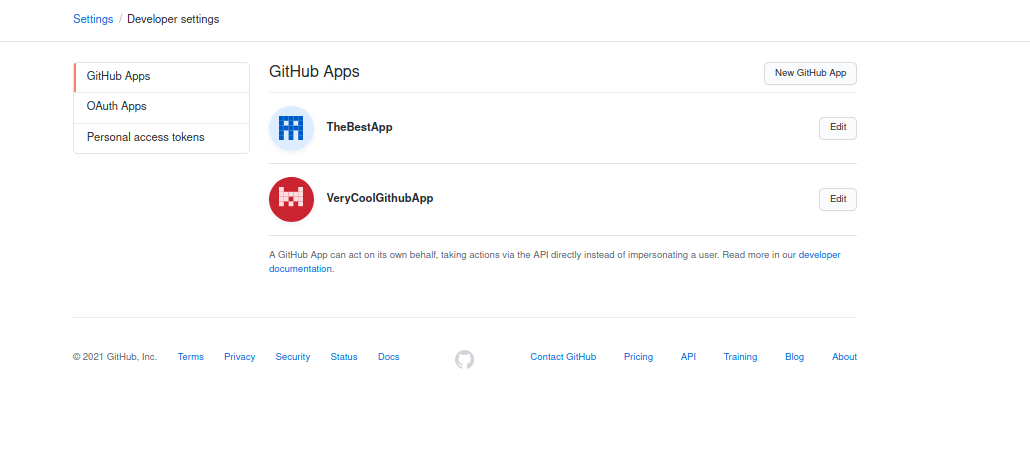 Settings / Developer settings
GitHub Apps
OAuth Apps
Personal access tokens
GitHub Apps
New GitHub App
TheBestApp
Edit
VeryCoolGithubApp
Edit
A GitHub App can act on its own behalf, taking actions via the API directly instead of impersonating a user. Read more in our developer
documentation.
© 2021 GitHub, Inc. Terms Privacy Security Status Docs Contact GitHub Pricing API Training Blog About